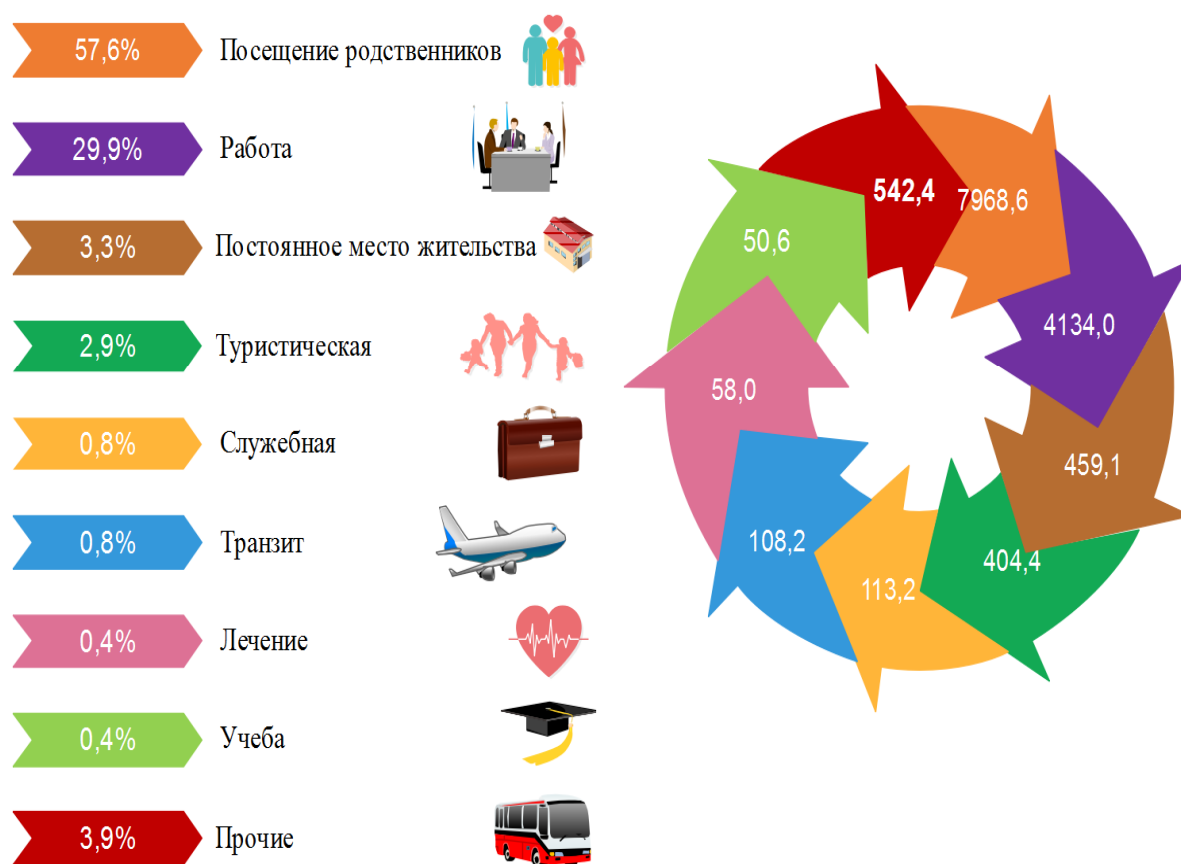 57,6% Посещение родственников
29,9% Работа
3,3% Постоянное место жительства
2,9% Туристическая
0,8% Служебная
0,8% Транзит
0,4% Лечение
0,4% Учеба
3,9% Прочие
542,4
7968,6
4134,0
459,1
404,4
113,2
108,2
58,0
50,6